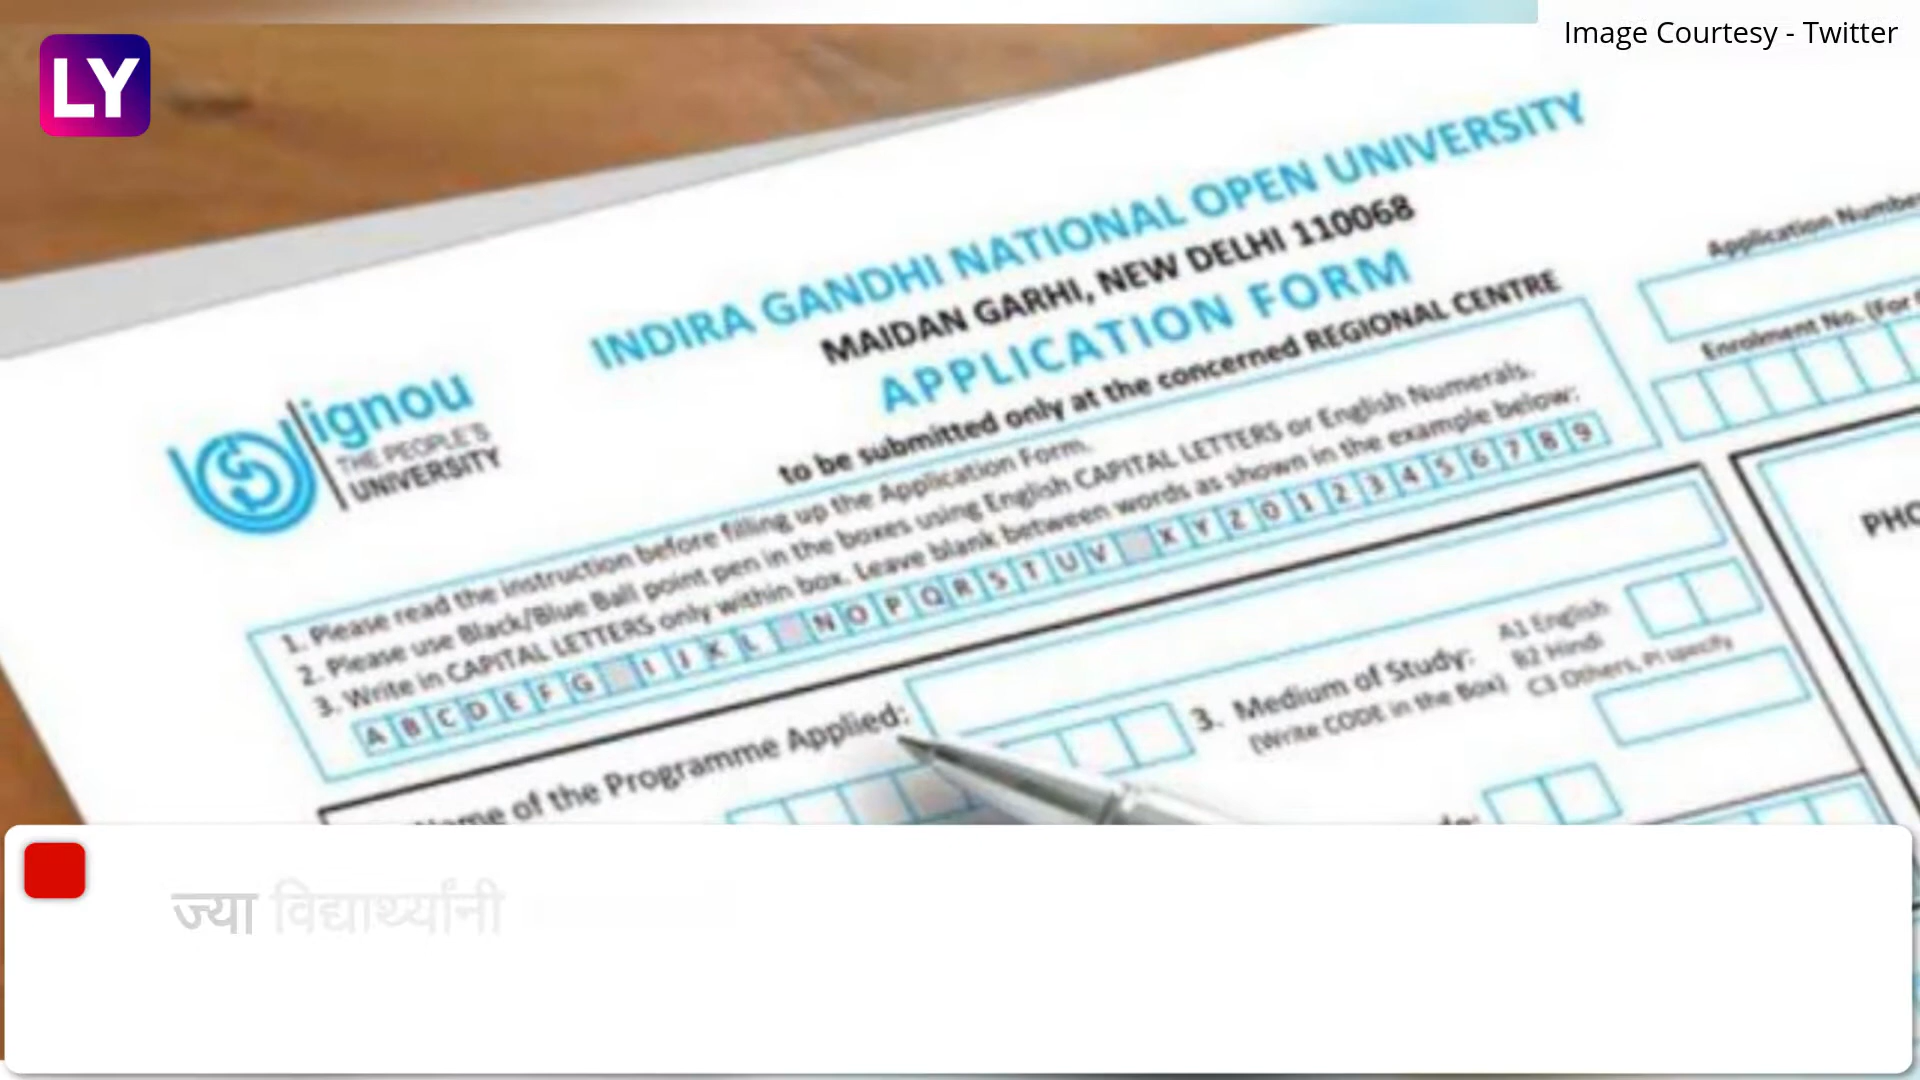 Image Courtesy - Twitter
LY
INDIRA GANDHI NATIONAL OPEN UNIVERSITY
MAIDAN GARHI, NEW DELHI 110068
APPLICATION FORM
to be submitted only at the concerned REGIONAL CENTRE
ignou
THE PEOPLE'S
UNIVERSITY
1. Please read the instruction before filling up the Application Form.
2. Please use Black/Blue Ball point pen in the boxes using English CAPITAL LETTERS or English Numerals.
3. Write in CAPITAL LETTERS only within box. Leave blank between words as shown in the example below:
A B C D E F G I J K L N O P Q R S T U V X Y Z 0 1 2 3 4 5 6 7 8 9
Application Number
Enrolment No. (For
Name of the Programme Applied:
3. Medium of Study:
(Write CODE in the Box)
A1 English
B2 Hindi
C3 Others, Pl specify
ज्या विद्यार्थ्यांनी